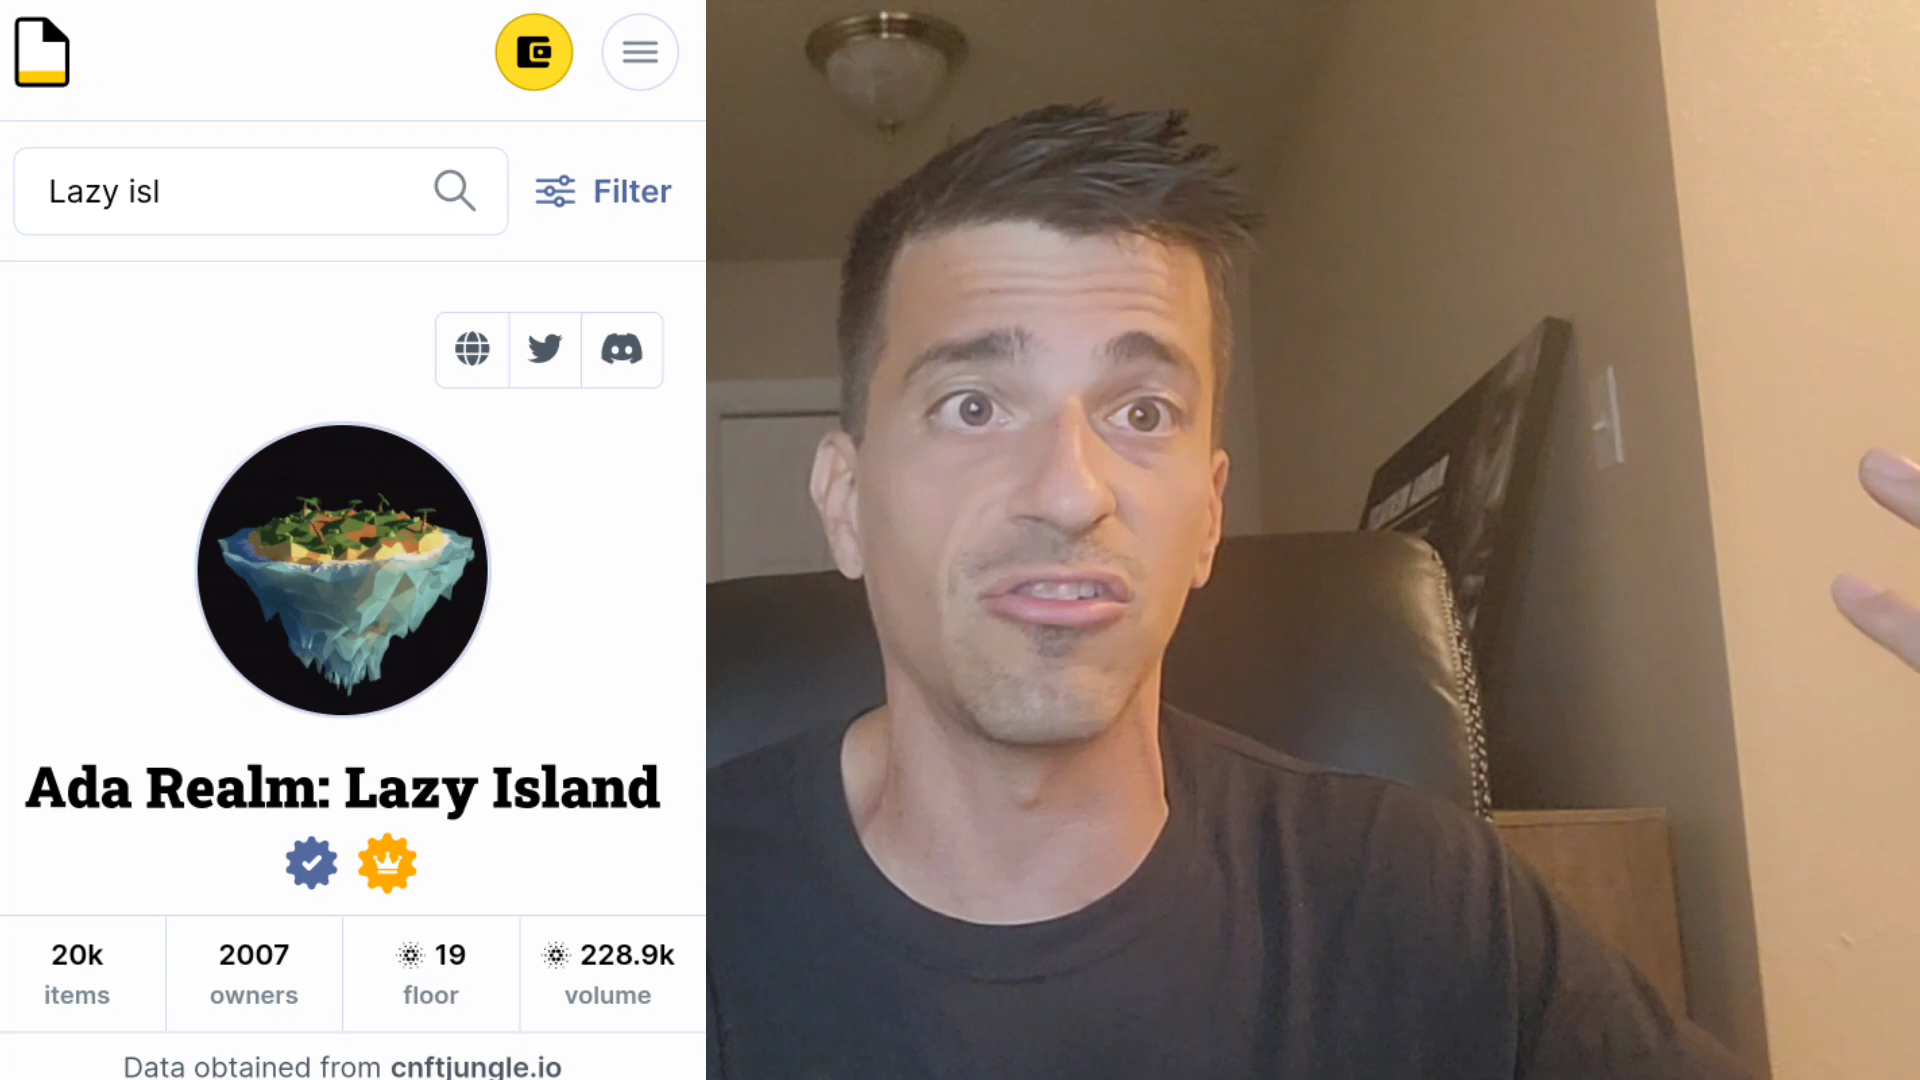 Lazy isl
Filter
Ada Realm: Lazy Island
20k
items
2007
owners
19
floor
228.9k
volume
Data obtained from cnftjungle.io